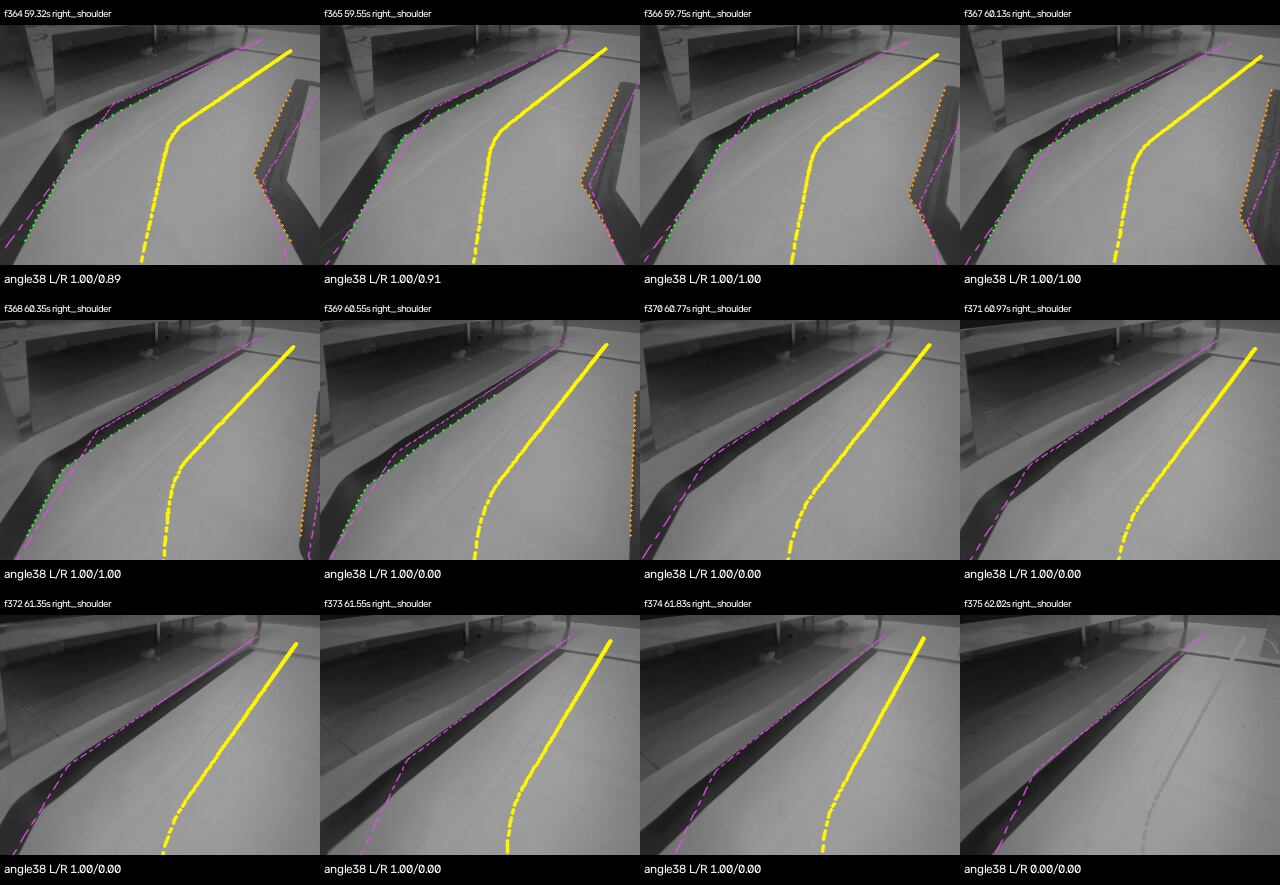 f364 59.32s right_shoulder
f365 59.55s right_shoulder
f366 59.75s right_shoulder
f367 60.13s right_shoulder
angle38 L/R 1.00/0.89
angle38 L/R 1.00/0.91
angle38 L/R 1.00/1.00
angle38 L/R 1.00/1.00
f368 60.35s right_shoulder
f369 60.55s right_shoulder
f370 60.77s right_shoulder
f371 60.97s right_shoulder
angle38 L/R 1.00/1.00
angle38 L/R 1.00/0.00
angle38 L/R 1.00/0.00
angle38 L/R 1.00/0.00
f372 61.35s right_shoulder
f373 61.55s right_shoulder
f374 61.83s right_shoulder
f375 62.02s right_shoulder
angle38 L/R 1.00/0.00
angle38 L/R 1.00/0.00
angle38 L/R 1.00/0.00
angle38 L/R 0.00/0.00